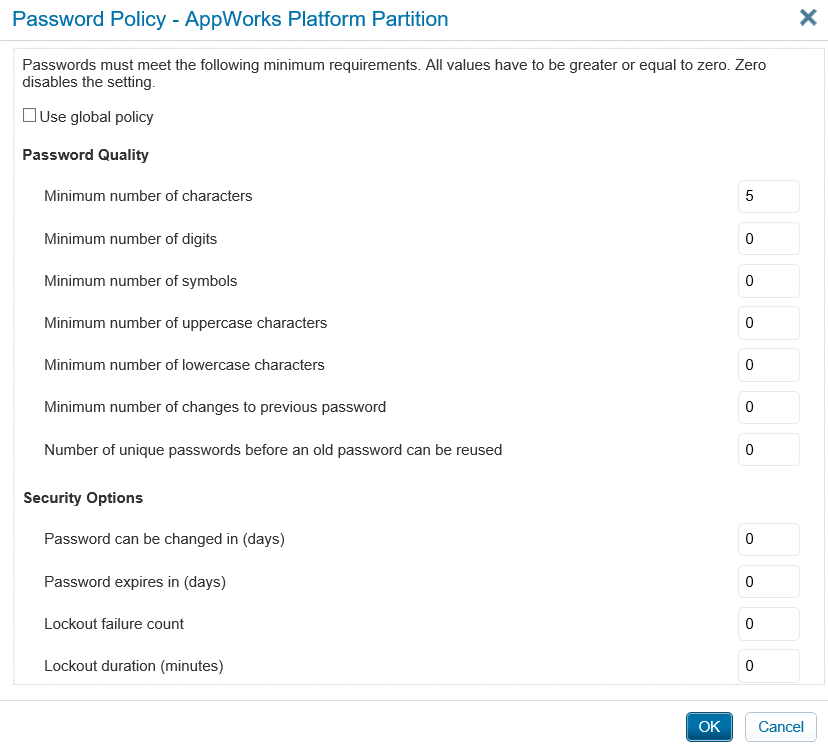 Password Policy - AppWorks Platform Partition
Passwords must meet the following minimum requirements. All values have to be greater or equal to zero. Zero
disables the setting.
Use global policy
Password Quality
Minimum number of characters 5
Minimum number of digits 0
Minimum number of symbols 0
Minimum number of uppercase characters 0
Minimum number of lowercase characters 0
Minimum number of changes to previous password 0
Number of unique passwords before an old password can be reused 0
Security Options
Password can be changed in (days) 0
Password expires in (days) 0
Lockout failure count 0
Lockout duration (minutes) 0
OK Cancel